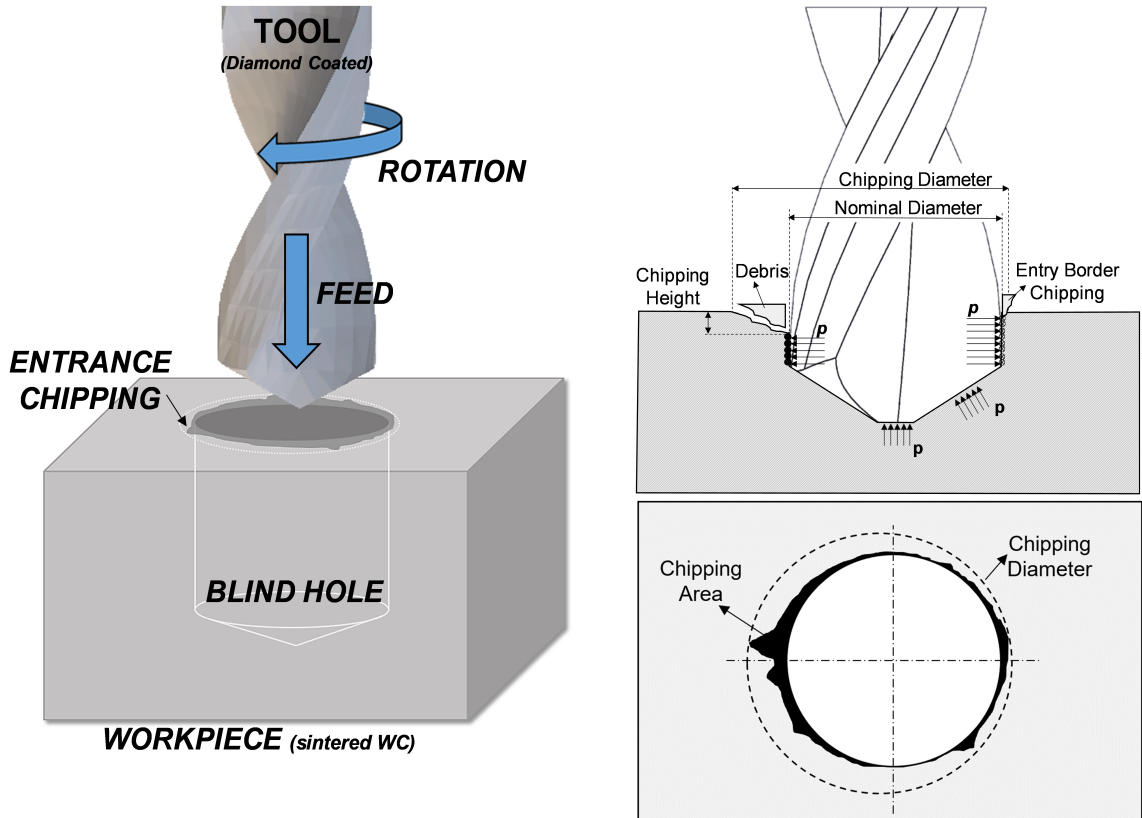 TOOL
(Diamond Coated)
ROTATION
FEED
ENTRANCE
CHIPPING
BLIND HOLE
WORKPIECE (sintered WC)
Chipping Diameter
Nominal Diameter
Chipping
Height
Debris
Entry Border
Chipping
p
p
p
p
Chipping
Area
Chipping
Diameter